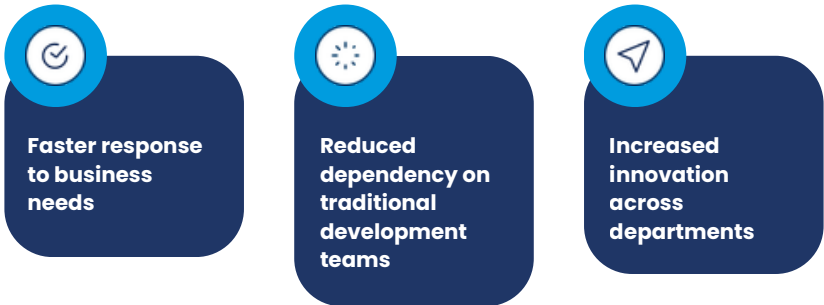 Faster response
to business
needs
Reduced
dependency on
traditional
development
teams
Increased
innovation
across
departments